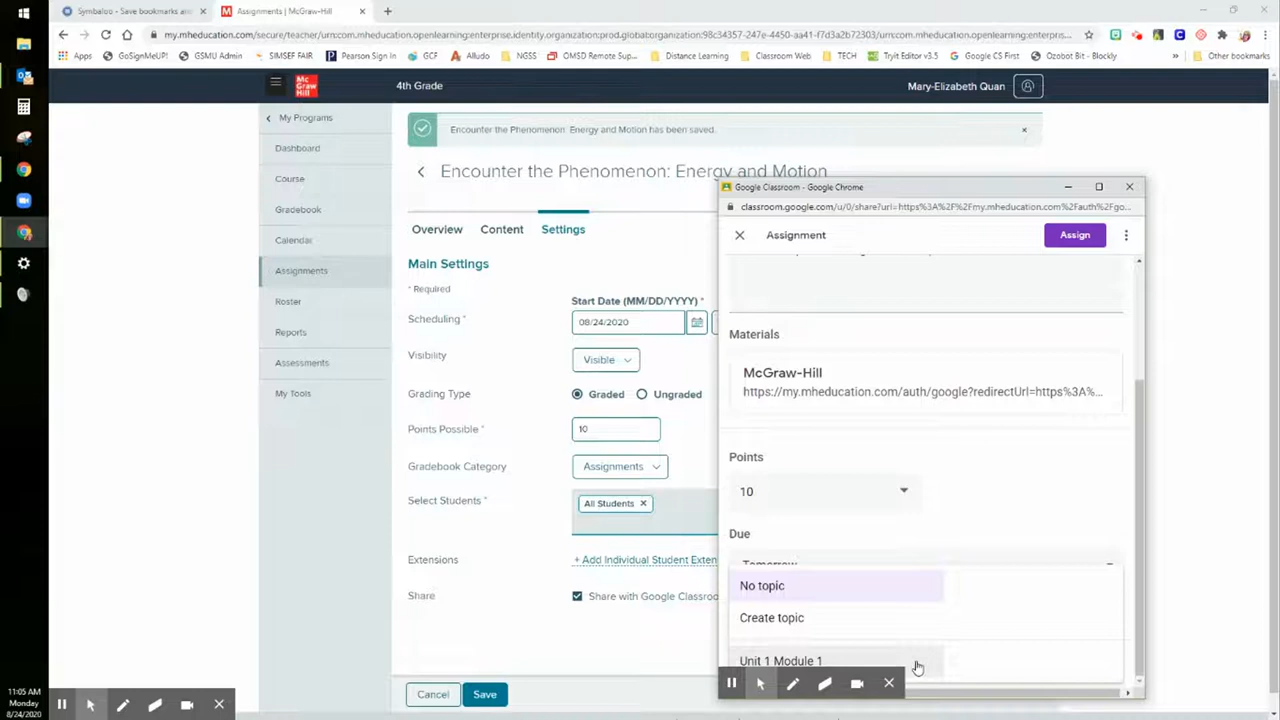 Symbaloo - Save bookmarks an
Assignments | McGraw-Hill
my.mheducation.com/secure/teacher/urn:com.mheducation.openlearning:enterprise.identity.organization:prod.global:organization:98c34357-247e-4450-aa41-f7d3a2b72303/urn:com.mheducation.openlearning:enterpris...
Apps
GoSignMeUP!
GSMU Admin
SIMSEF FAIR
Pearson Sign in
GCF
Alludo
NGSS
OMSD Remote Sup...
Distance Learning
Classroom Web
TECH
TryIt Editor v3.5
Google CS First
Ozobot Bit - Blockly
»
Other bookmarks
Mc
Graw
Hill
4th Grade
Mary-Elizabeth Quan
My Programs
Dashboard
Course
Gradebook
Calendar
Assignments
Roster
Reports
Assessments
My Tools
Encounter the Phenomenon: Energy and Motion has been saved.
Encounter the Phenomenon: Energy and Motion
Overview
Content
Settings
Main Settings
* Required
Start Date (MM/DD/YYYY) *
Scheduling *
08/24/2020
Visibility
Visible
Grading Type
Graded
Ungraded
Points Possible *
10
Gradebook Category
Assignments
Select Students *
All Students ×
Extensions
+ Add Individual Student Exten
Share
Share with Google Classroo
Cancel
Save
Google Classroom - Google Chrome
classroom.google.com/u/0/share?url=https%3A%2F%2Fmy.mheducation.com%2Fauth%2Fgo...
Assignment
Assign
Materials
McGraw-Hill
https://my.mheducation.com/auth/google?redirectUrl=https%3A%...
Points
10
Due
Tomorrow
No topic
Create topic
Unit 1 Module 1
11:05 AM
Monday
8/24/2020